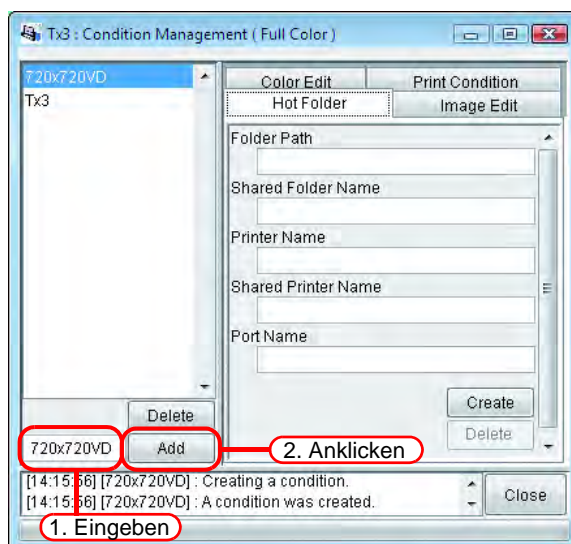 Tx3 : Condition Management ( Full Color )
720x720VD
Tx3
Color Edit
Print Condition
Hot Folder
Image Edit
Folder Path
Shared Folder Name
Printer Name
Shared Printer Name
Port Name
Create
Delete
Delete
720x720VD
Add
2. Anklicken
[14:15:56] [720x720VD] : Creating a condition.
[14:15:56] [720x720VD] : A condition was created.
Close
1. Eingeben